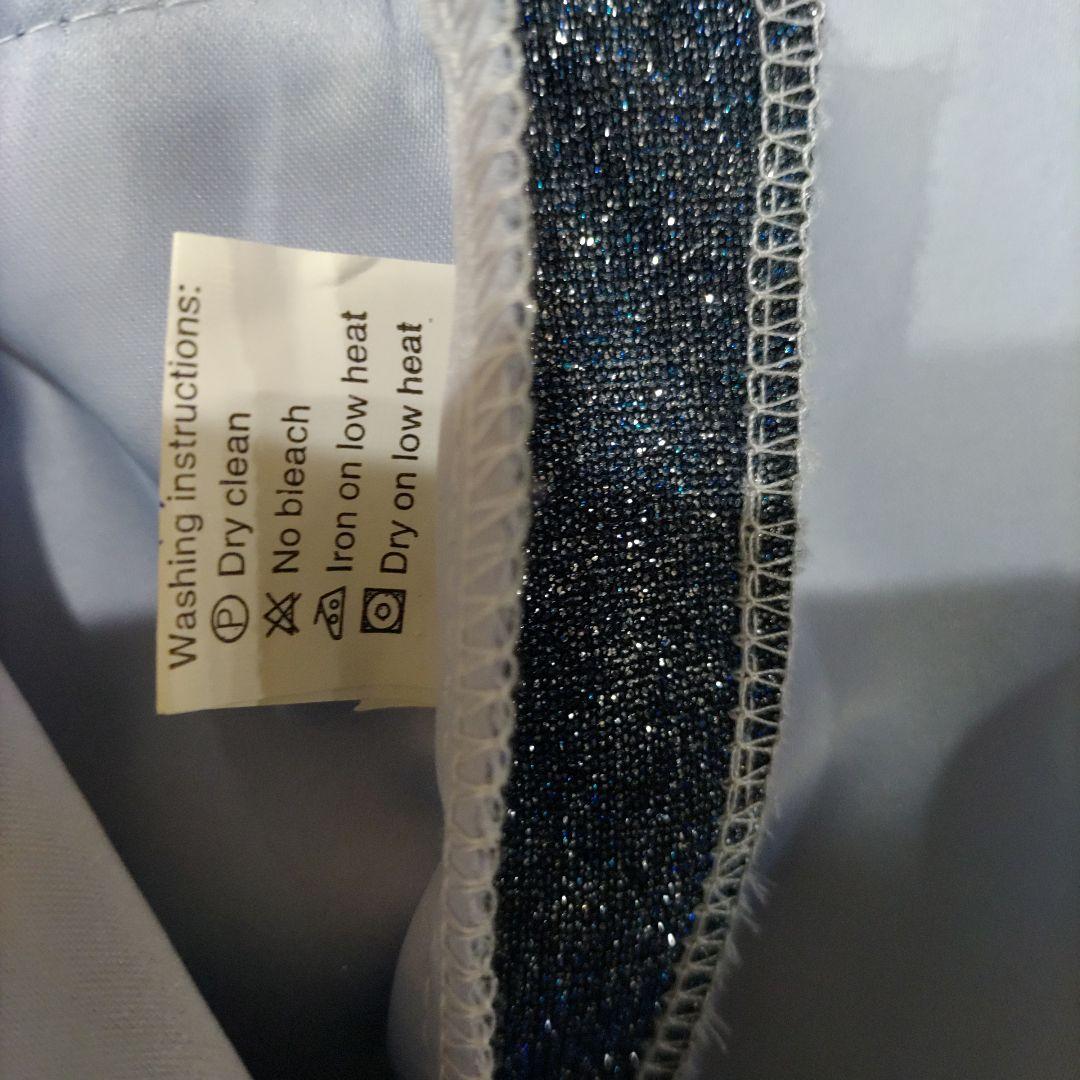 Washing instructions:
P Dry clean
No bleach
Iron on low heat
Dry on low heat